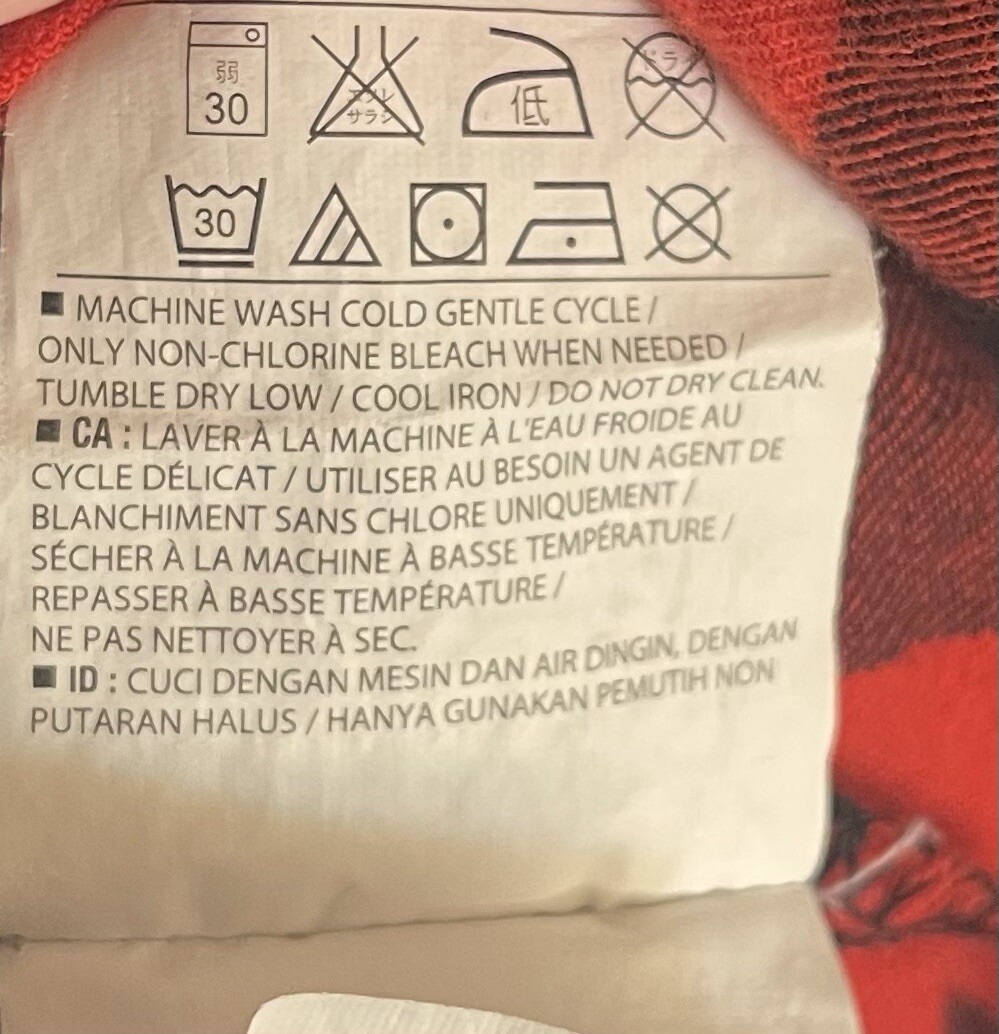 弱
30
エンソ
サラシ
低
ドライ
30
■ MACHINE WASH COLD GENTLE CYCLE /
ONLY NON-CHLORINE BLEACH WHEN NEEDED /
TUMBLE DRY LOW / COOL IRON / DO NOT DRY CLEAN.
■ CA : LAVER À LA MACHINE À L'EAU FROIDE AU
CYCLE DÉLICAT / UTILISER AU BESOIN UN AGENT DE
BLANCHIMENT SANS CHLORE UNIQUEMENT /
SÉCHER À LA MACHINE À BASSE TEMPÉRATURE /
REPASSER À BASSE TEMPÉRATURE /
NE PAS NETTOYER À SEC.
■ ID : CUCI DENGAN MESIN DAN AIR DINGIN, DENGAN
PUTARAN HALUS / HANYA GUNAKAN PEMUTIH NON